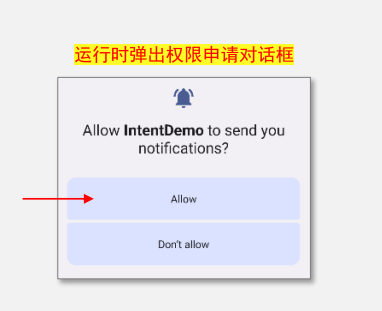 运行时弹出权限申请对话框
Allow IntentDemo to send you
notifications?
Allow
Don't allow